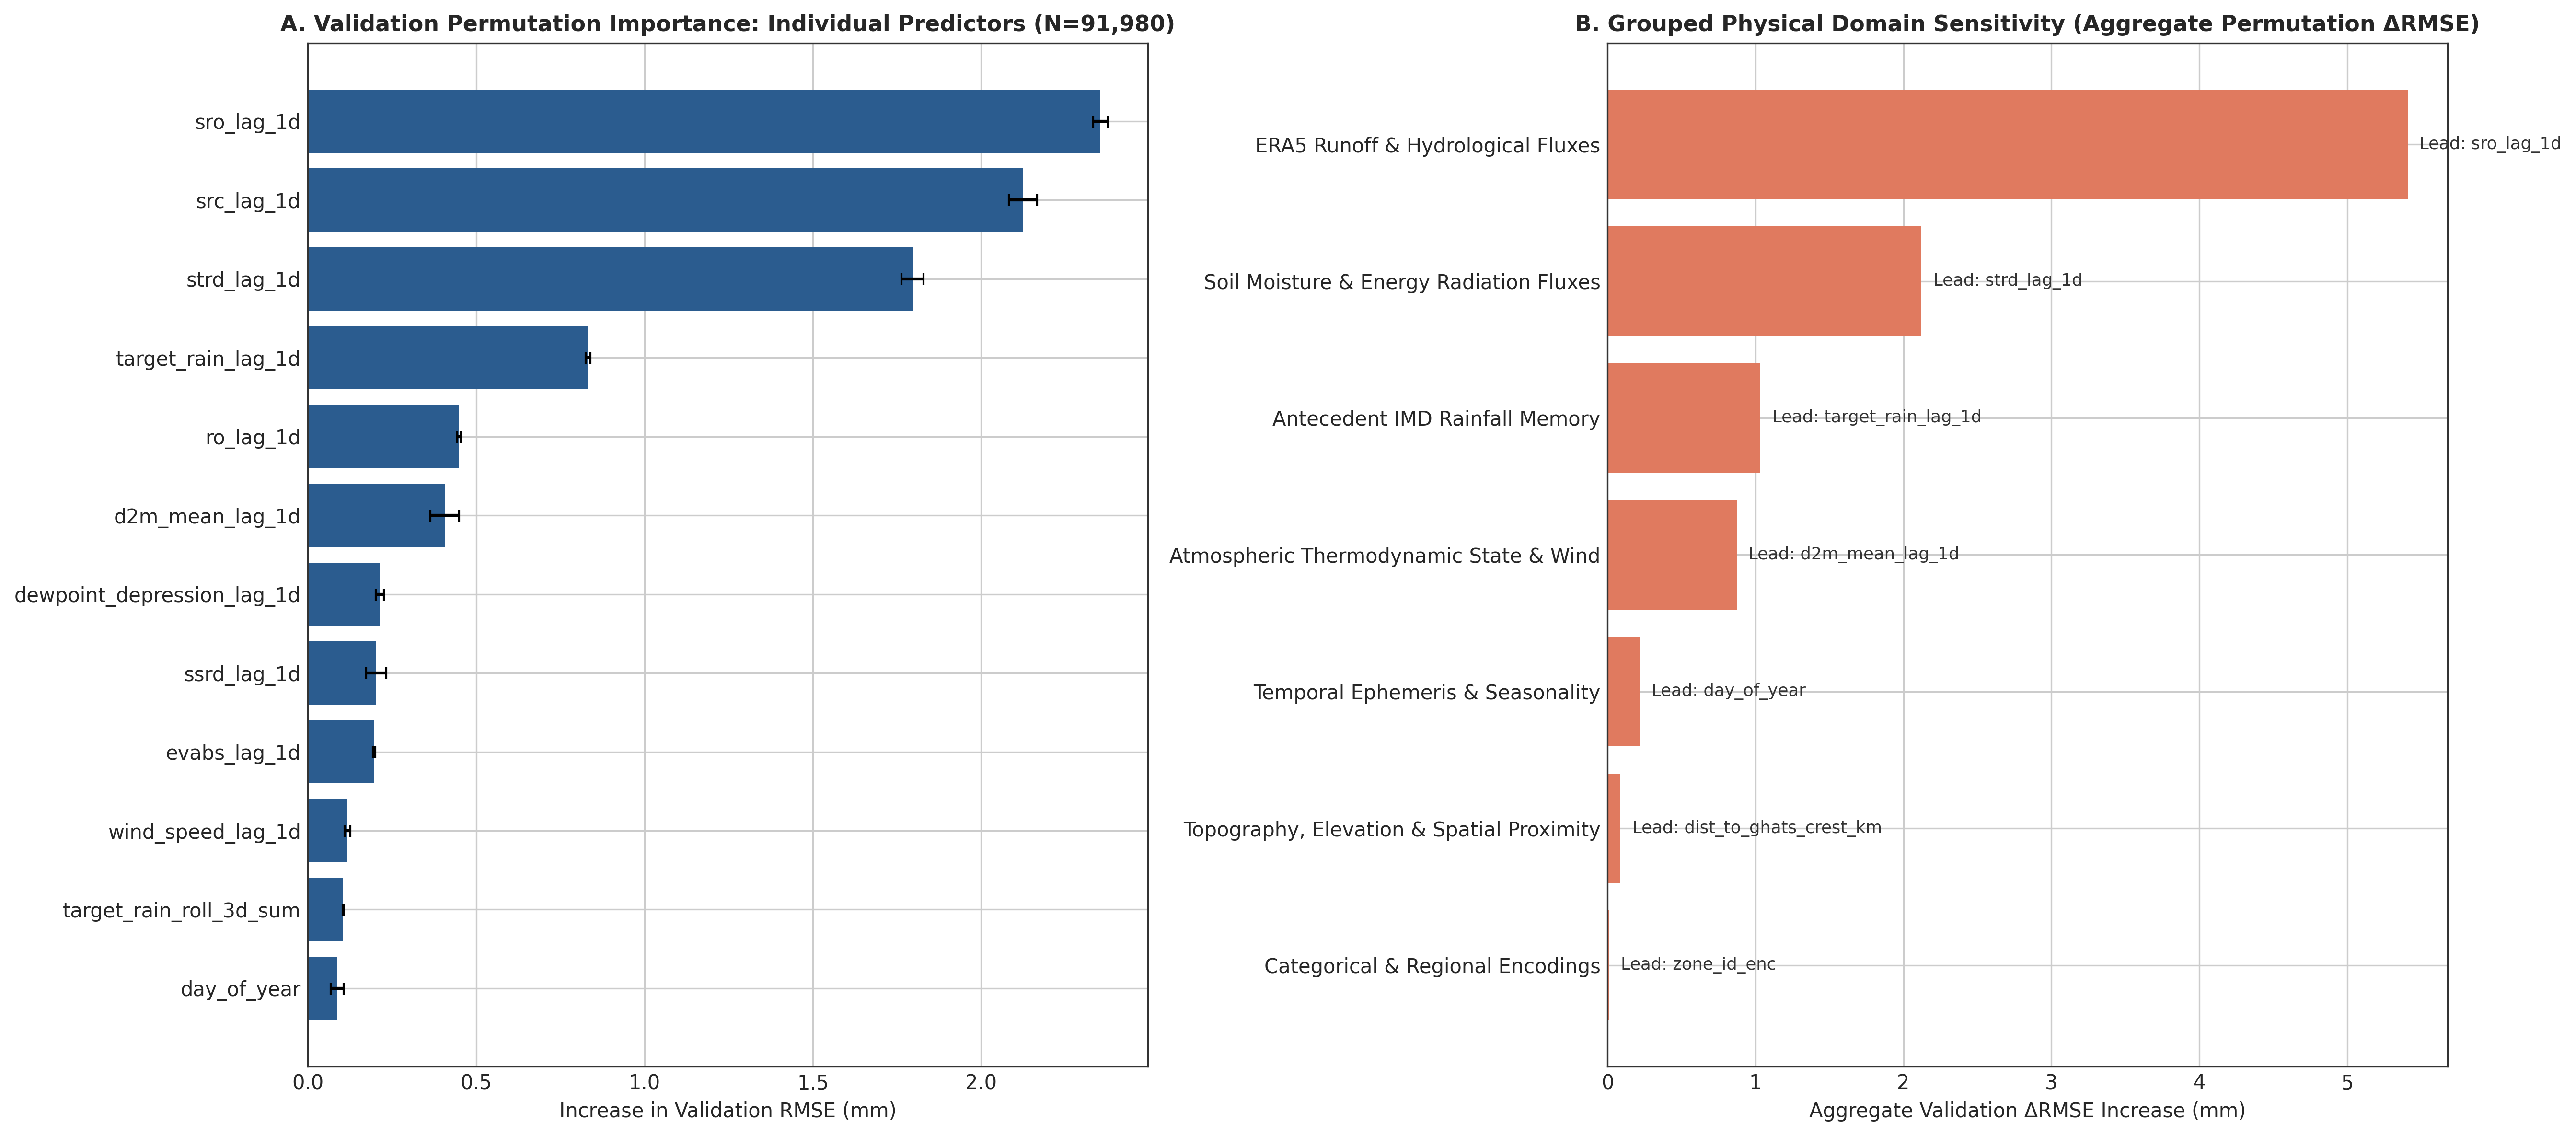 A. Validation Permutation Importance: Individual Predictors (N=91,980)
sro_lag_1d
src_lag_1d
strd_lag_1d
target_rain_lag_1d
ro_lag_1d
d2m_mean_lag_1d
dewpoint_depression_lag_1d
ssrd_lag_1d
evabs_lag_1d
wind_speed_lag_1d
target_rain_roll_3d_sum
day_of_year
0.0 0.5 1.0 1.5 2.0
Increase in Validation RMSE (mm)
B. Grouped Physical Domain Sensitivity (Aggregate Permutation ΔRMSE)
ERA5 Runoff & Hydrological Fluxes Lead: sro_lag_1d
Soil Moisture & Energy Radiation Fluxes Lead: strd_lag_1d
Antecedent IMD Rainfall Memory Lead: target_rain_lag_1d
Atmospheric Thermodynamic State & Wind Lead: d2m_mean_lag_1d
Temporal Ephemeris & Seasonality Lead: day_of_year
Topography, Elevation & Spatial Proximity Lead: dist_to_ghats_crest_km
Categorical & Regional Encodings Lead: zone_id_enc
0 1 2 3 4 5
Aggregate Validation ΔRMSE Increase (mm)